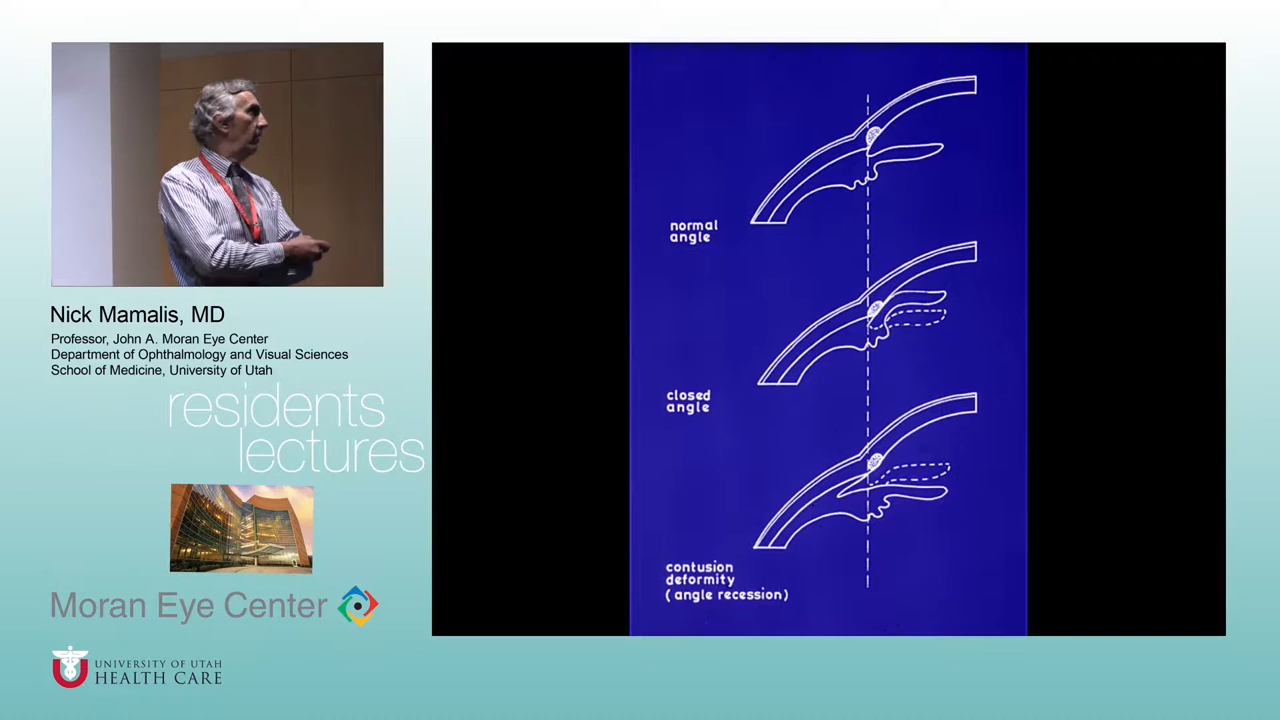 Nick Mamalis, MD
Professor, John A. Moran Eye Center
Department of Ophthalmology and Visual Sciences
School of Medicine, University of Utah
residents
lectures
Moran Eye Center
UNIVERSITY OF UTAH
HEALTH CARE
normal
angle
closed
angle
contusion
deformity
(angle recession)